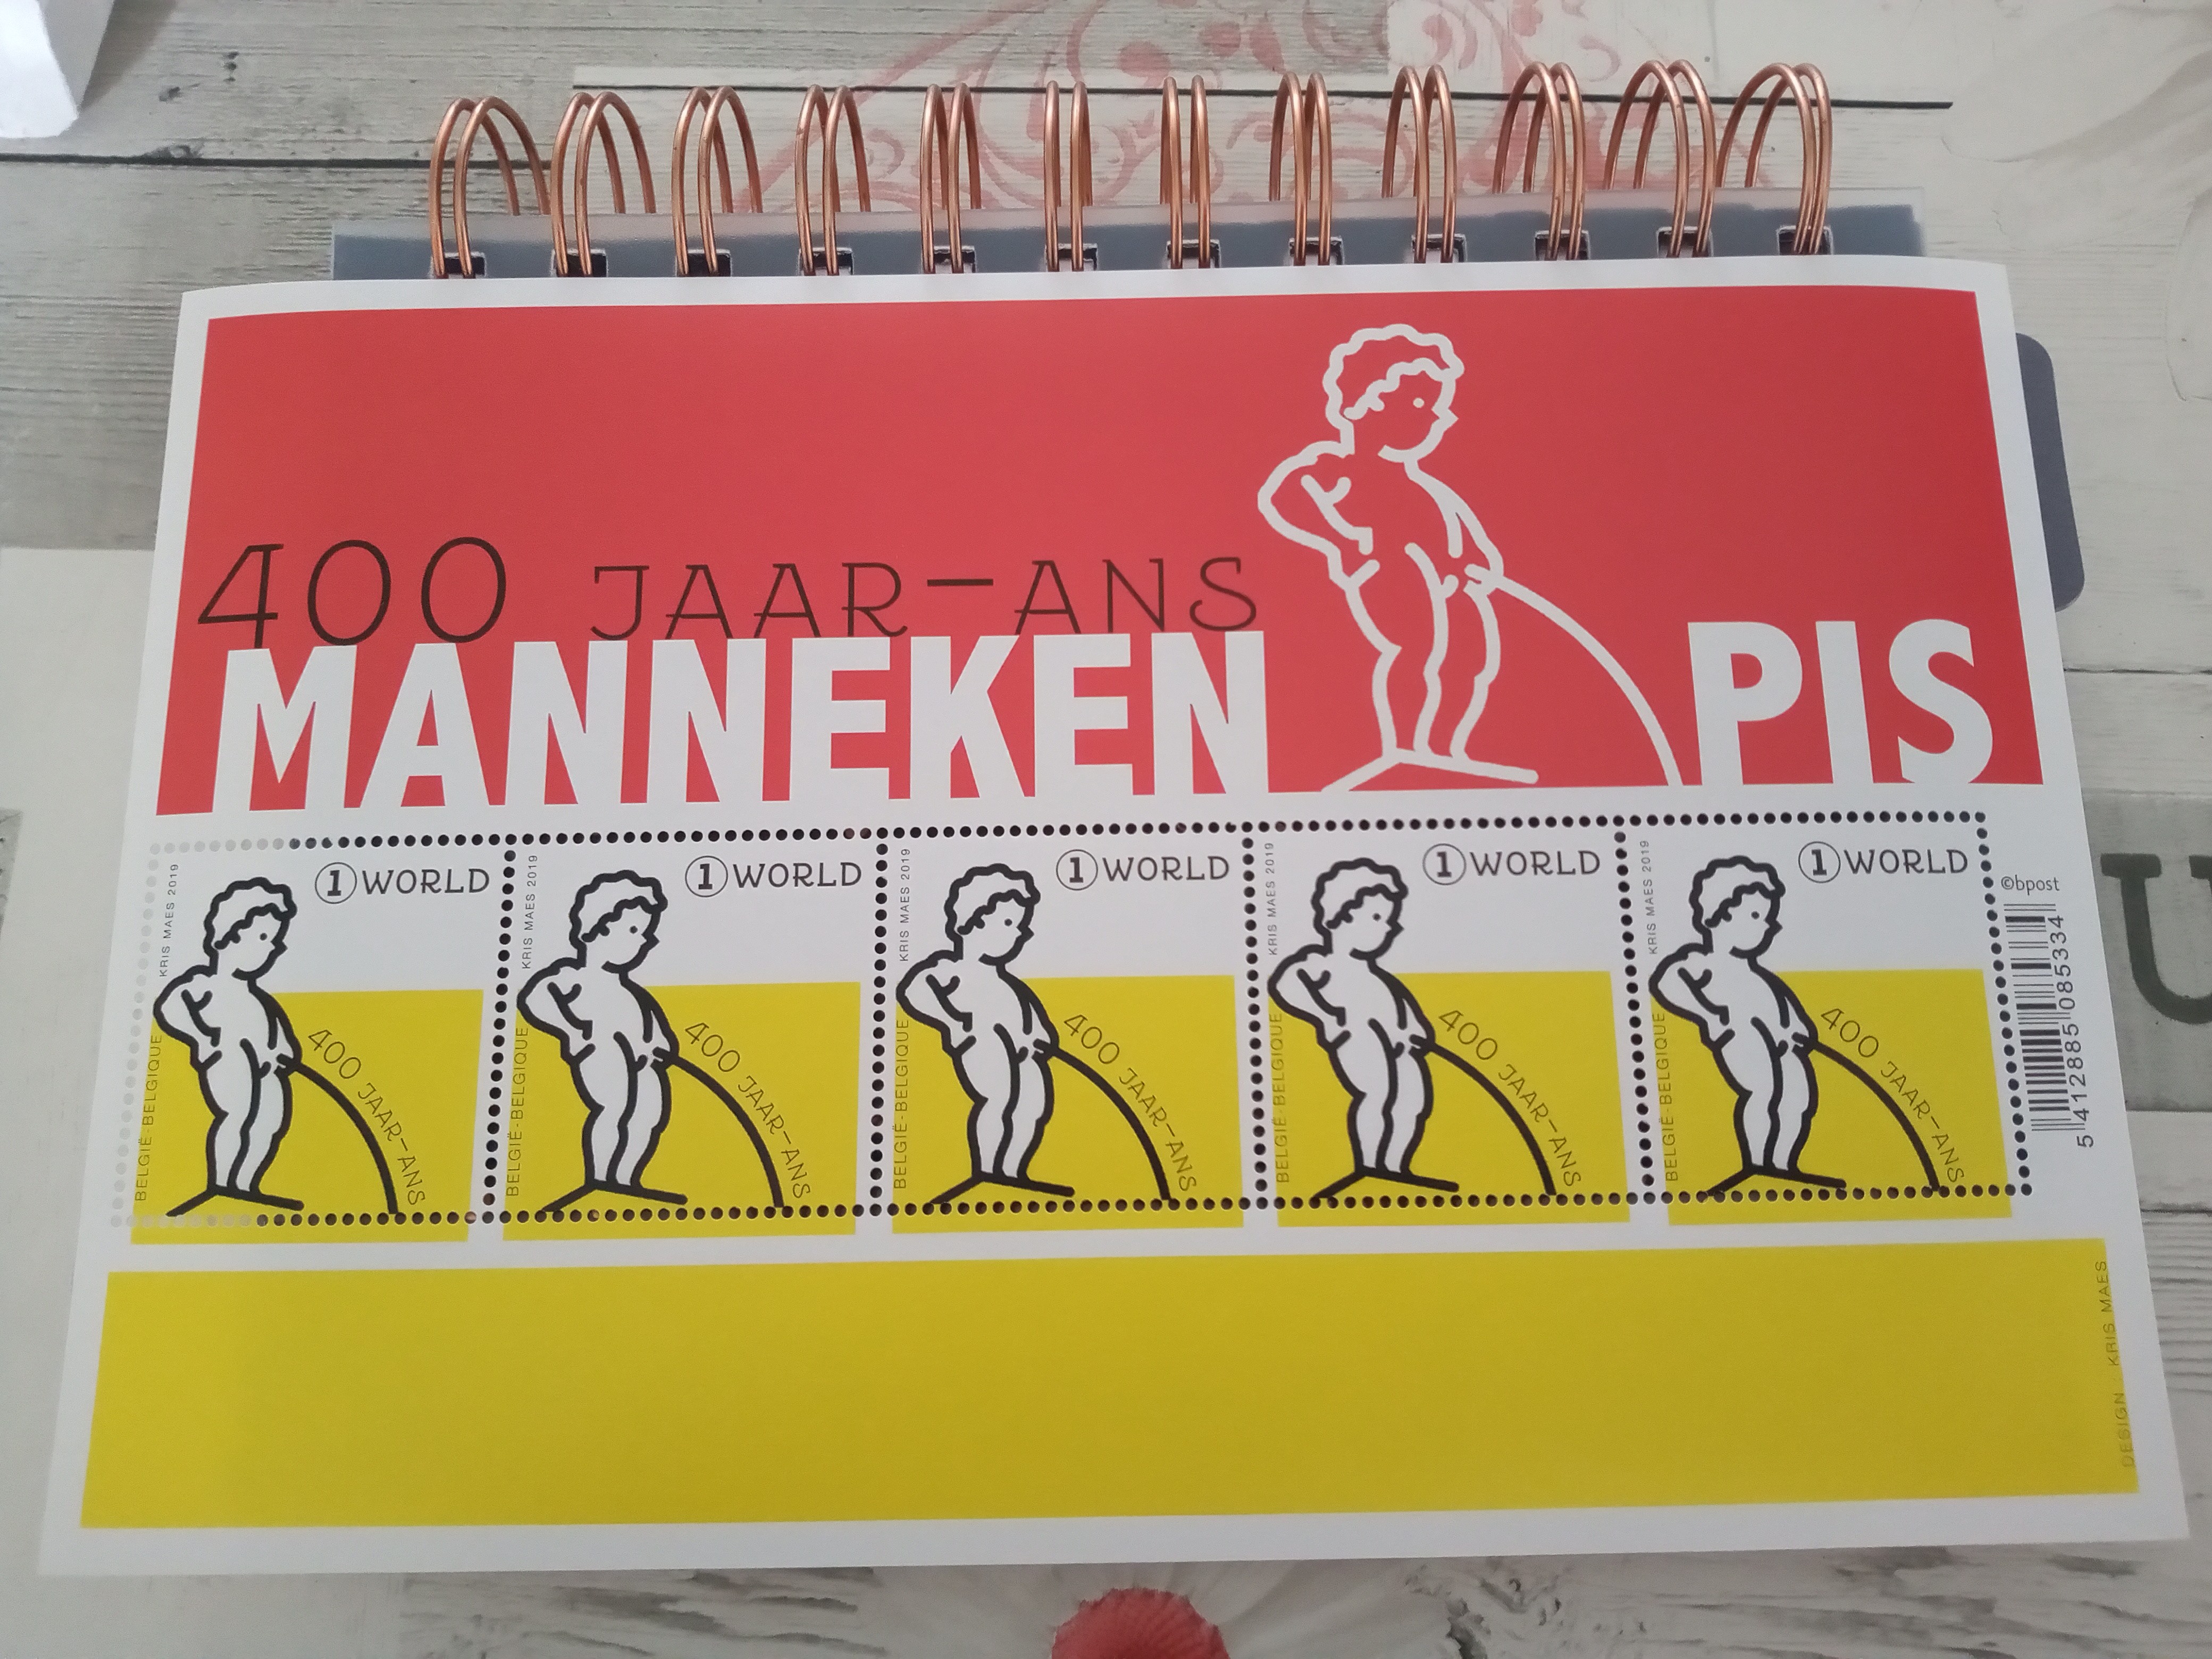 400 JAAR-ANS
MANNEKEN PIS
KRIS MAES 2019
1 WORLD
400 JAAR-ANS
BELGIË-BELGIQUE
KRIS MAES 2019
1 WORLD
400 JAAR-ANS
BELGIË-BELGIQUE
KRIS MAES 2019
1 WORLD
400 JAAR-ANS
BELGIË-BELGIQUE
KRIS MAES 2019
1 WORLD
400 JAAR-ANS
BELGIË-BELGIQUE
KRIS MAES 2019
1 WORLD
400 JAAR-ANS
BELGIË-BELGIQUE
©bpost
5 412885 085334
DESIGN KRIS MAES
U